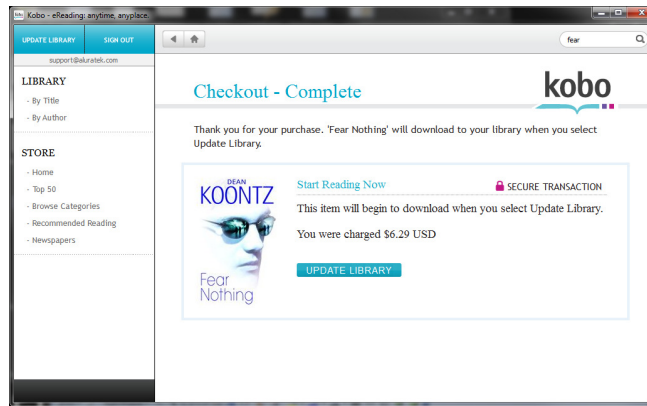 Kobo - eReading: anytime, anyplace.
UPDATE LIBRARY
SIGN OUT
fear
support@aluratek.com
LIBRARY
- By Title
- By Author
STORE
- Home
- Top 50
- Browse Categories
- Recommended Reading
- Newspapers
Checkout - Complete
kobo
Thank you for your purchase. 'Fear Nothing' will download to your library when you select
Update Library.
DEAN
KOONTZ
Fear
Nothing
Start Reading Now
SECURE TRANSACTION
This item will begin to download when you select Update Library.
You were charged $6.29 USD
UPDATE LIBRARY